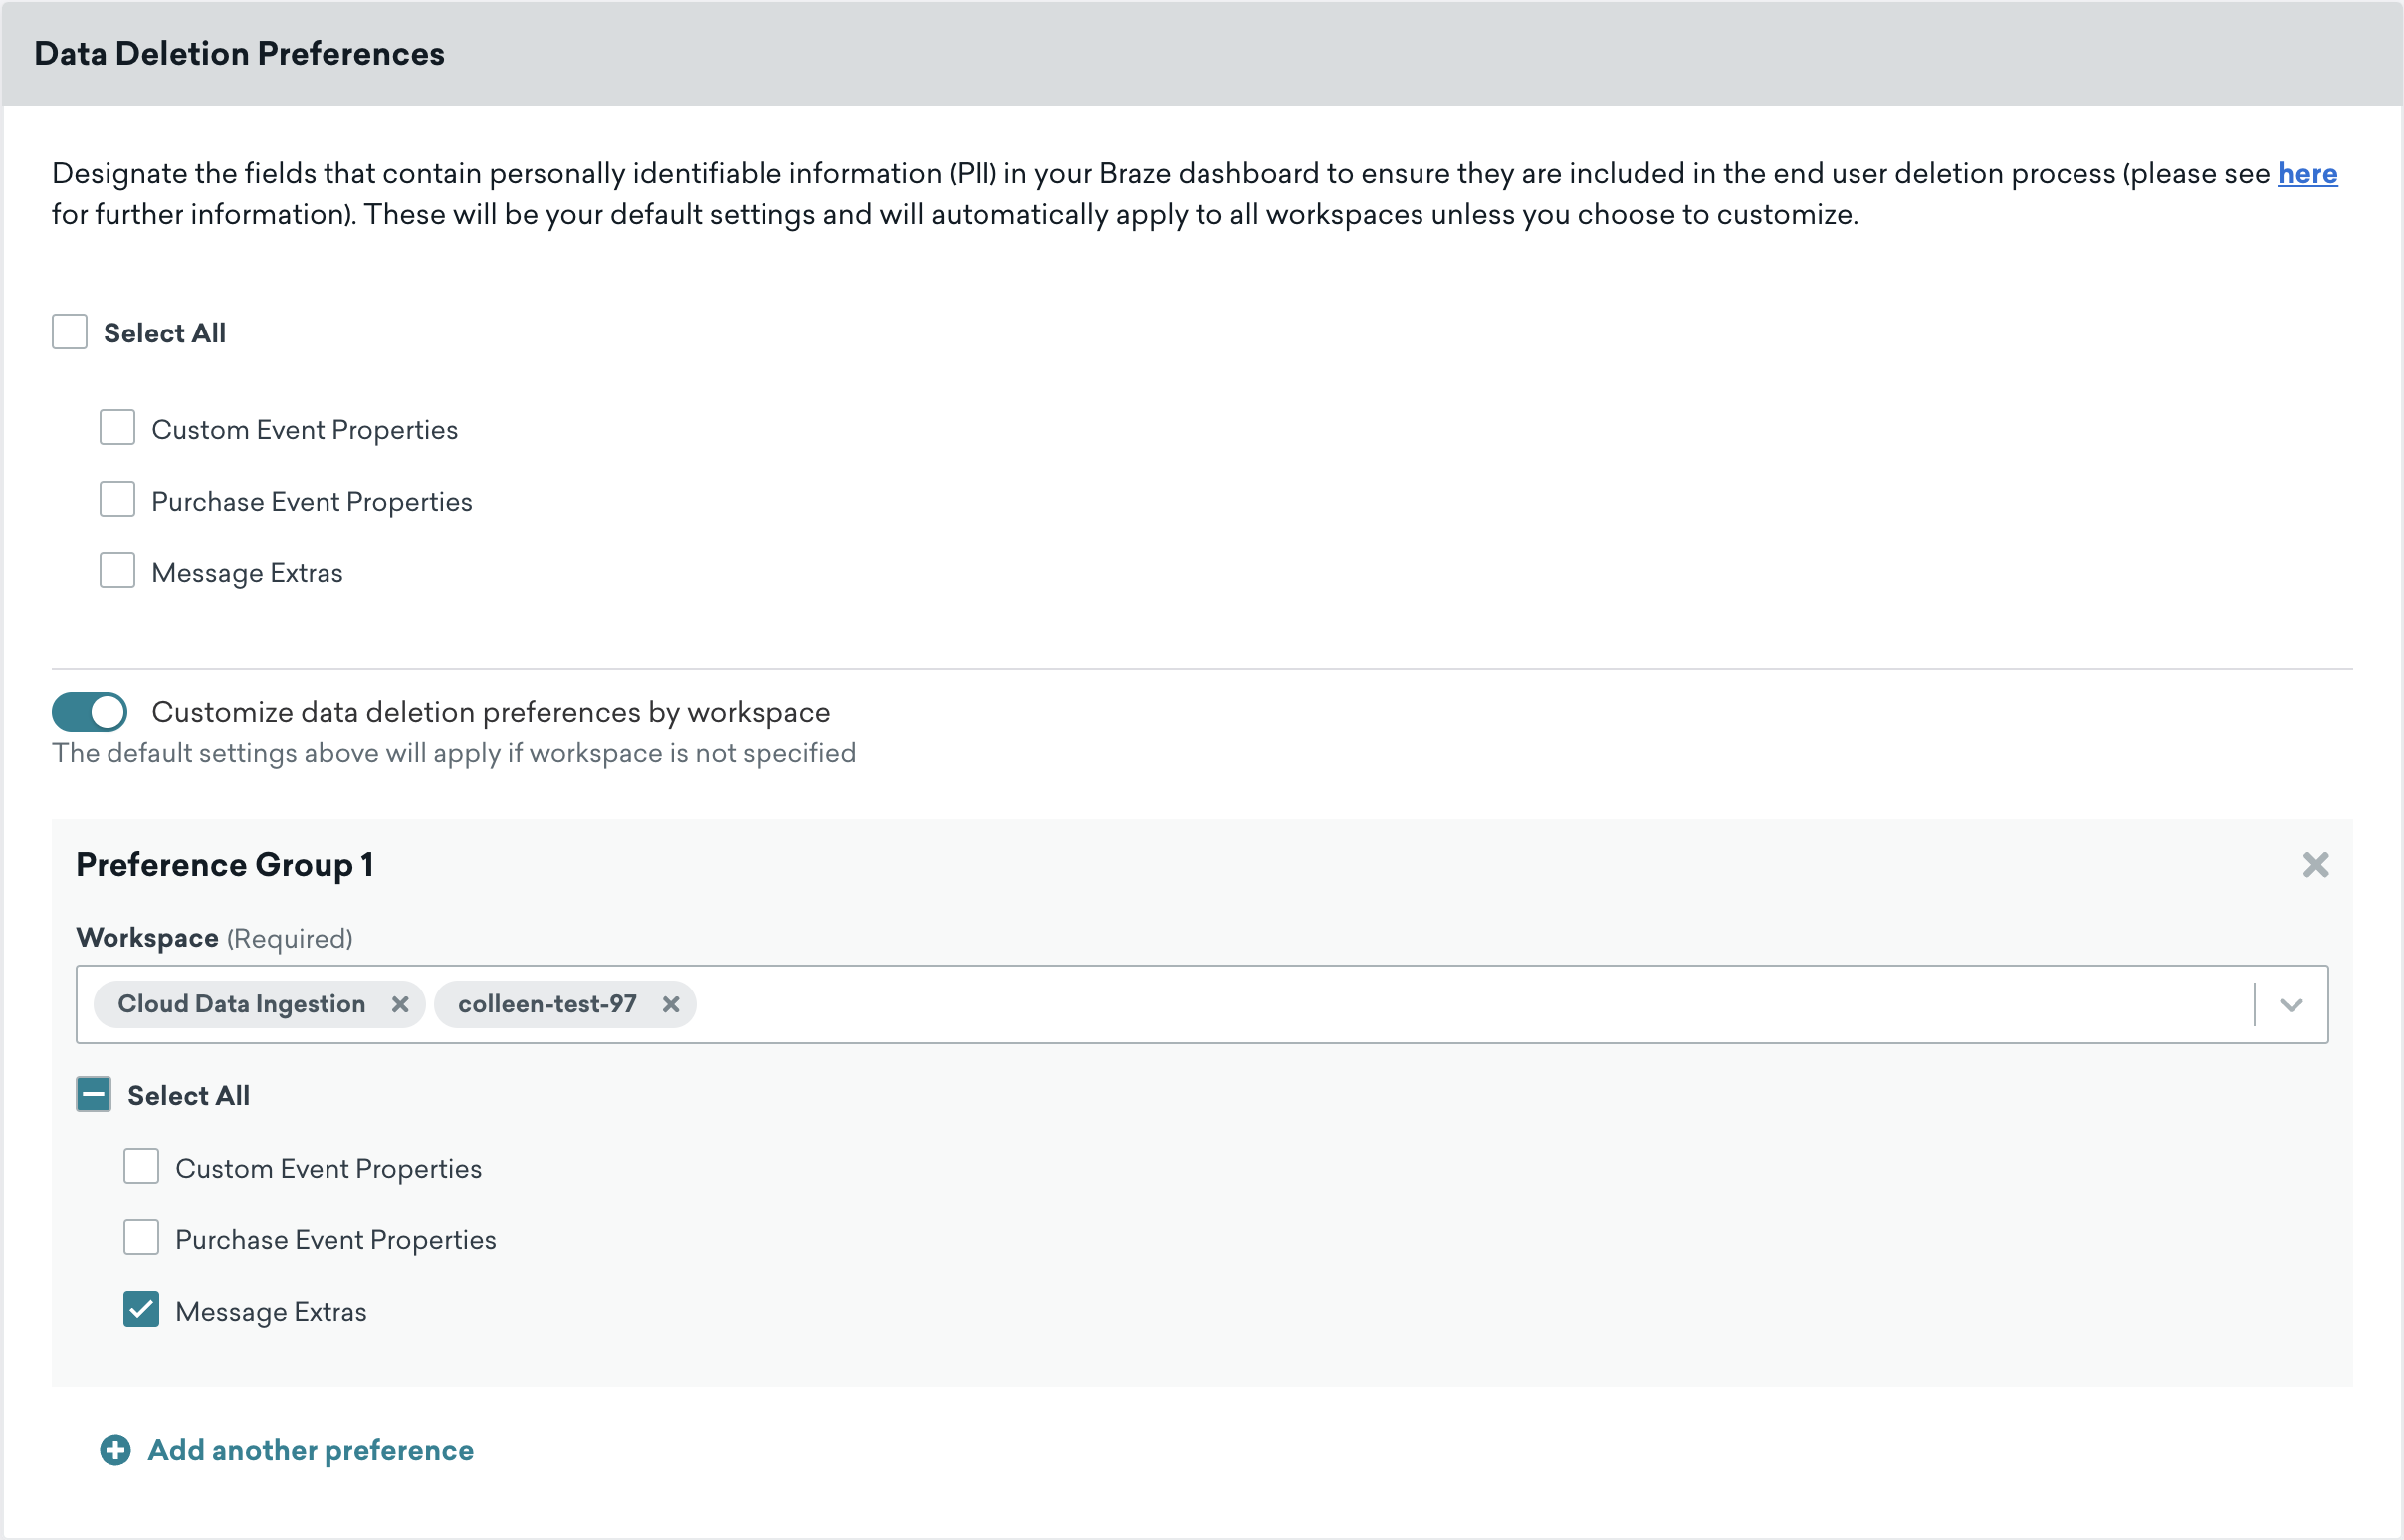 Data Deletion Preferences
Designate the fields that contain personally identifiable information (PII) in your Braze dashboard to ensure they are included in the end user deletion process (please see here
for further information). These will be your default settings and will automatically apply to all workspaces unless you choose to customize.
Select All
Custom Event Properties
Purchase Event Properties
Message Extras
Customize data deletion preferences by workspace
The default settings above will apply if workspace is not specified
Preference Group 1
Workspace (Required)
Cloud Data Ingestion colleen-test-97
Select All
Custom Event Properties
Purchase Event Properties
Message Extras
Add another preference